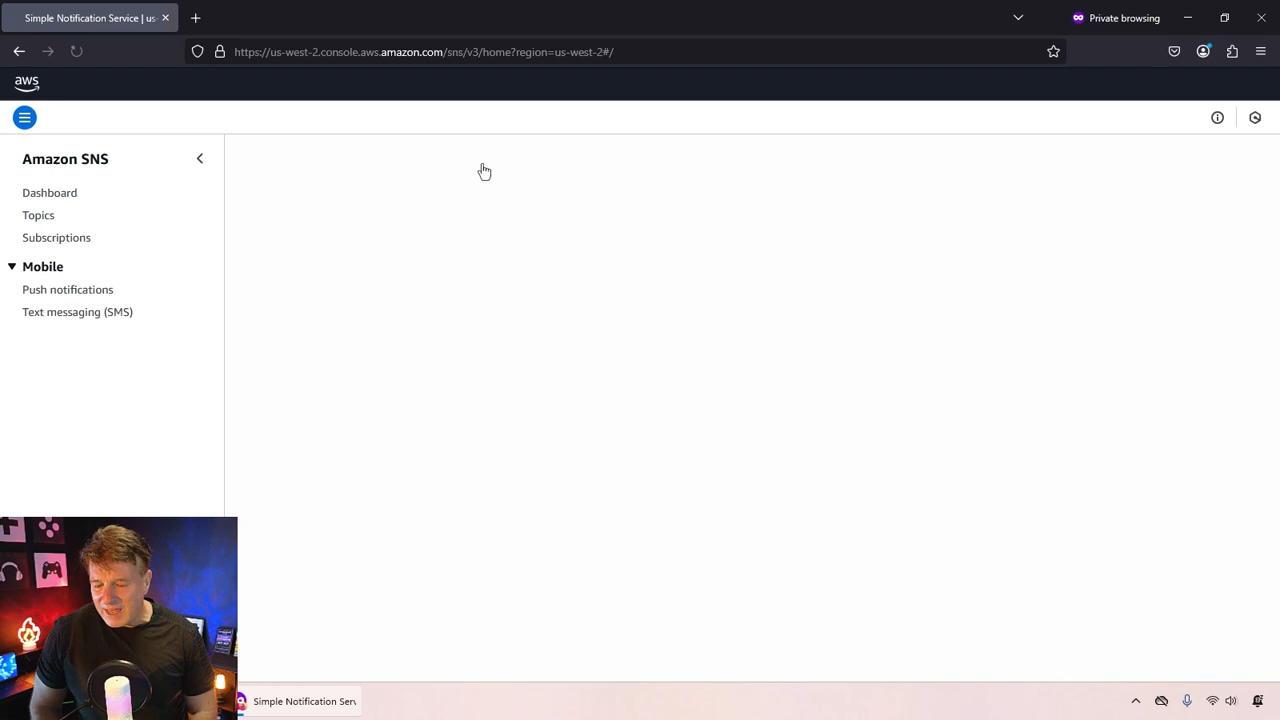 Simple Notification Service | us-
Private browsing
https://us-west-2.console.aws.amazon.com/sns/v3/home?region=us-west-2#/
aws
Amazon SNS
Dashboard
Topics
Subscriptions
Mobile
Push notifications
Text messaging (SMS)
Simple Notification Serv